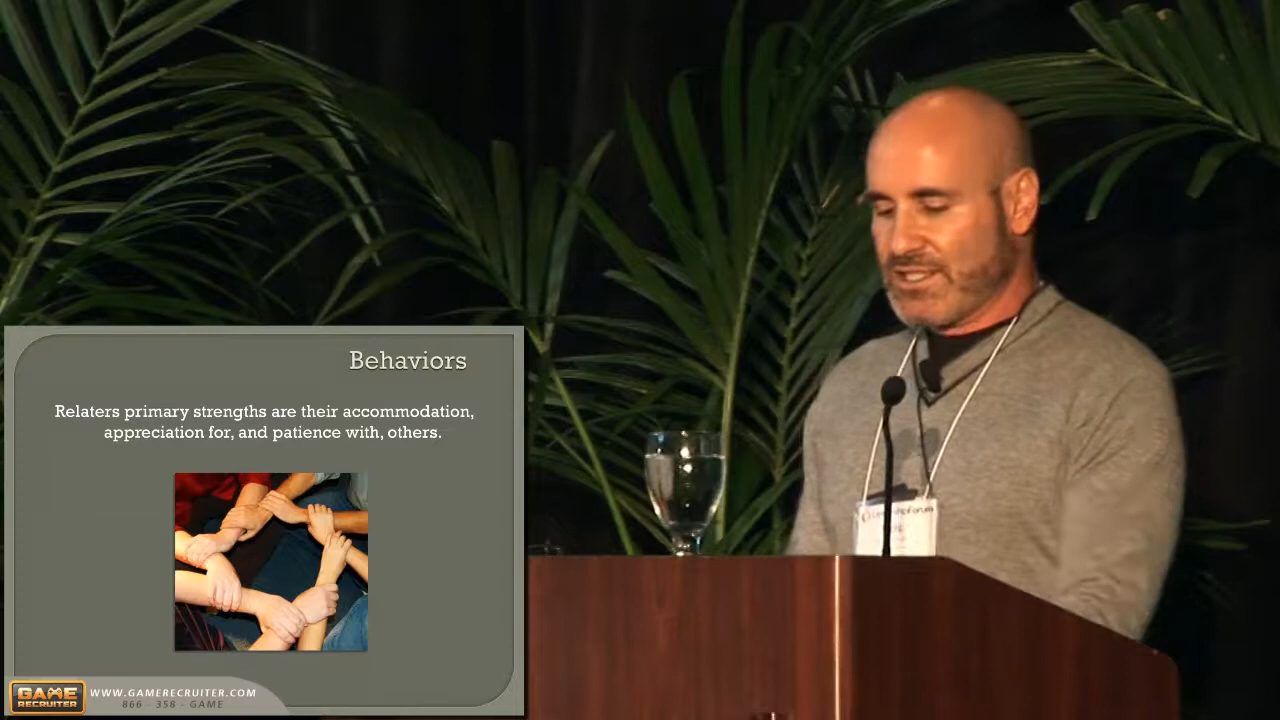 Behaviors
Relaters primary strengths are their accommodation,
appreciation for, and patience with, others.
GAME
RECRUITER
WWW.GAMERECRUITER.COM
866 - 358 - GAME